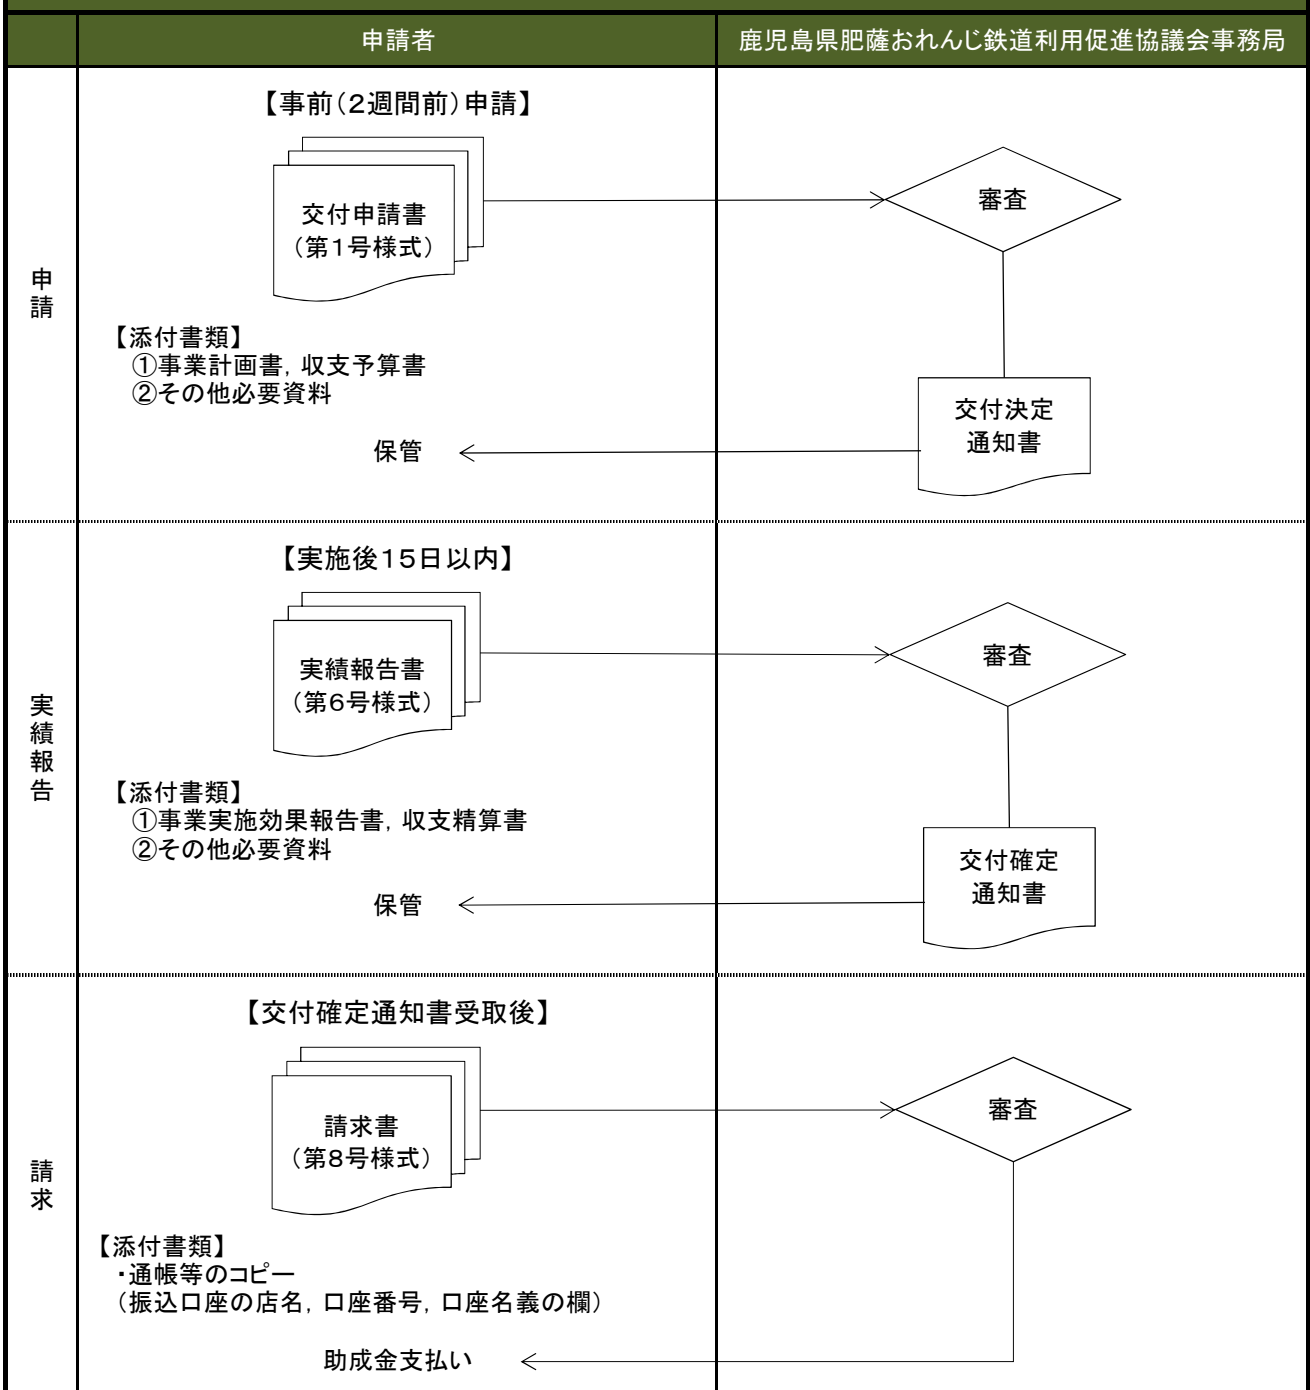 申請者
鹿児島県肥薩おれんじ鉄道利用促進協議会事務局
申請
【事前(2週間前)申請】
交付申請書
(第1号様式)
審査
【添付書類】
①事業計画書, 収支予算書
②その他必要資料
交付決定
通知書
保管
実績報告
【実施後15日以内】
実績報告書
(第6号様式)
審査
【添付書類】
①事業実施効果報告書, 収支精算書
②その他必要資料
交付確定
通知書
保管
請求
【交付確定通知書受取後】
請求書
(第8号様式)
審査
【添付書類】
・通帳等のコピー
(振込口座の店名, 口座番号, 口座名義の欄)
助成金支払い